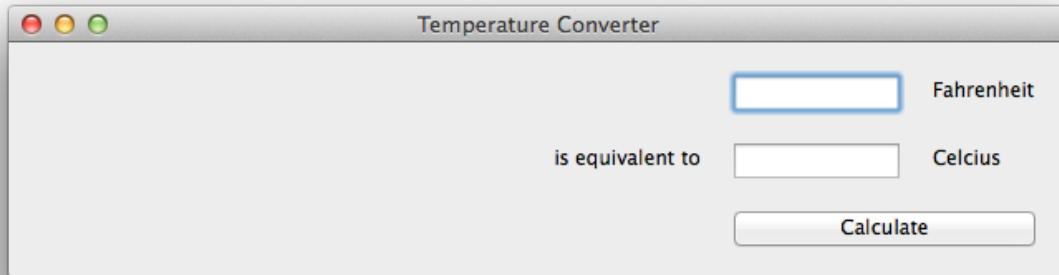 Temperature Converter
Fahrenheit
is equivalent to Celcius
Calculate